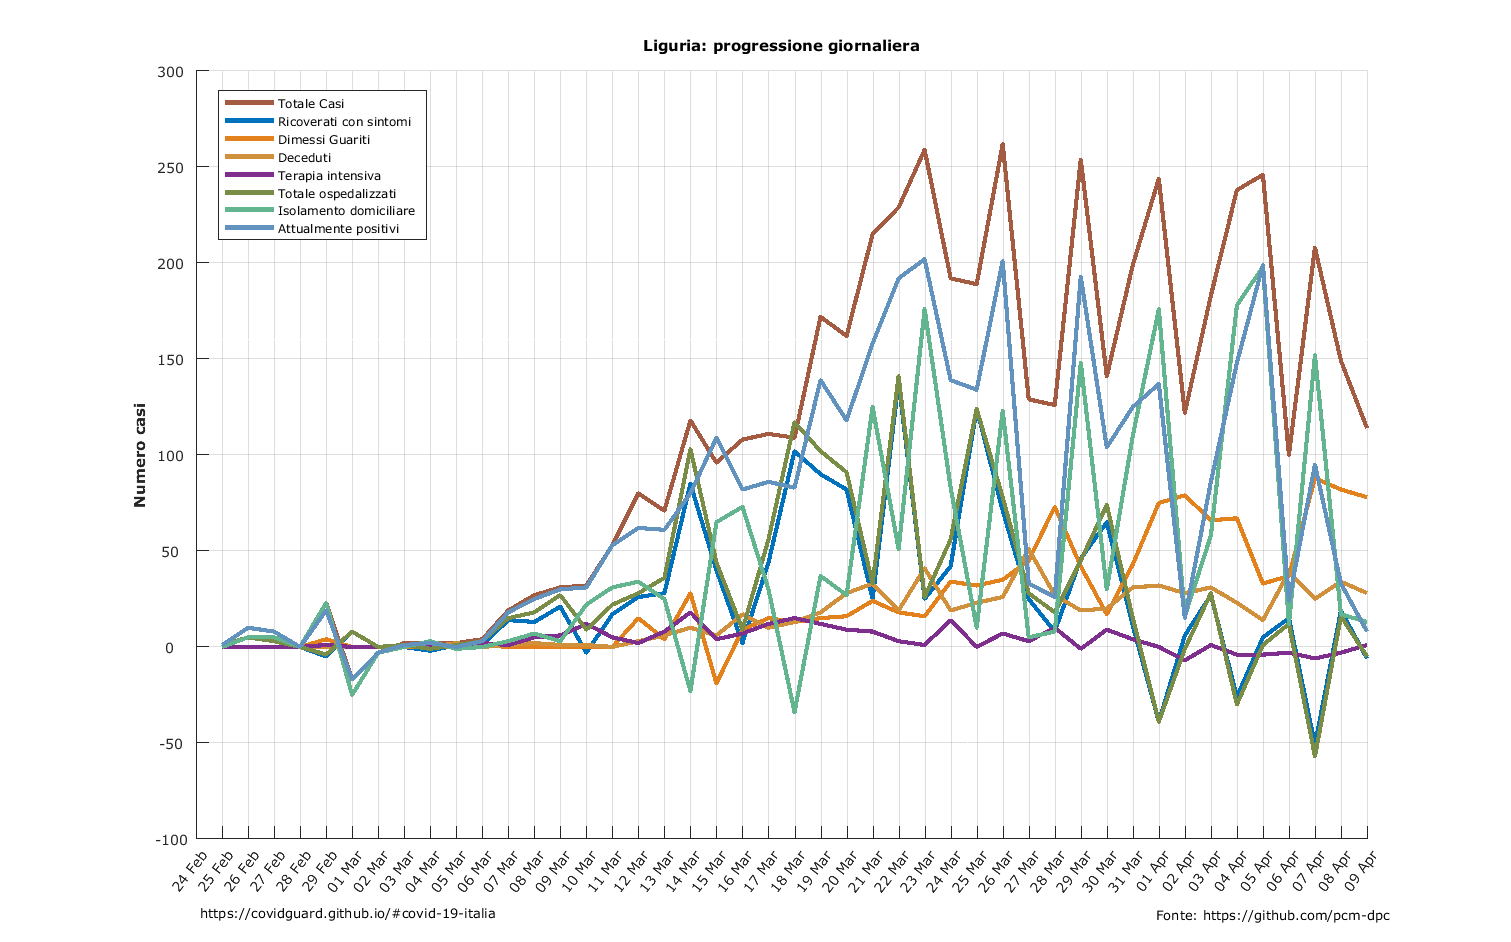 Liguria: progressione giornaliera
300
250
200
150
100
50
0
-50
-100
Numero casi
Totale Casi
Ricoverati con sintomi
Dimessi Guariti
Deceduti
Terapia intensiva
Totale ospedalizzati
Isolamento domiciliare
Attualmente positivi
24 Feb
25 Feb
26 Feb
27 Feb
28 Feb
29 Feb
01 Mar
02 Mar
03 Mar
04 Mar
05 Mar
06 Mar
07 Mar
08 Mar
09 Mar
10 Mar
11 Mar
12 Mar
13 Mar
14 Mar
15 Mar
16 Mar
17 Mar
18 Mar
19 Mar
20 Mar
21 Mar
22 Mar
23 Mar
24 Mar
25 Mar
26 Mar
27 Mar
28 Mar
29 Mar
30 Mar
31 Mar
01 Apr
02 Apr
03 Apr
04 Apr
05 Apr
06 Apr
07 Apr
08 Apr
09 Apr
https://covidguard.github.io/#covid-19-italia
Fonte: https://github.com/pcm-dpc